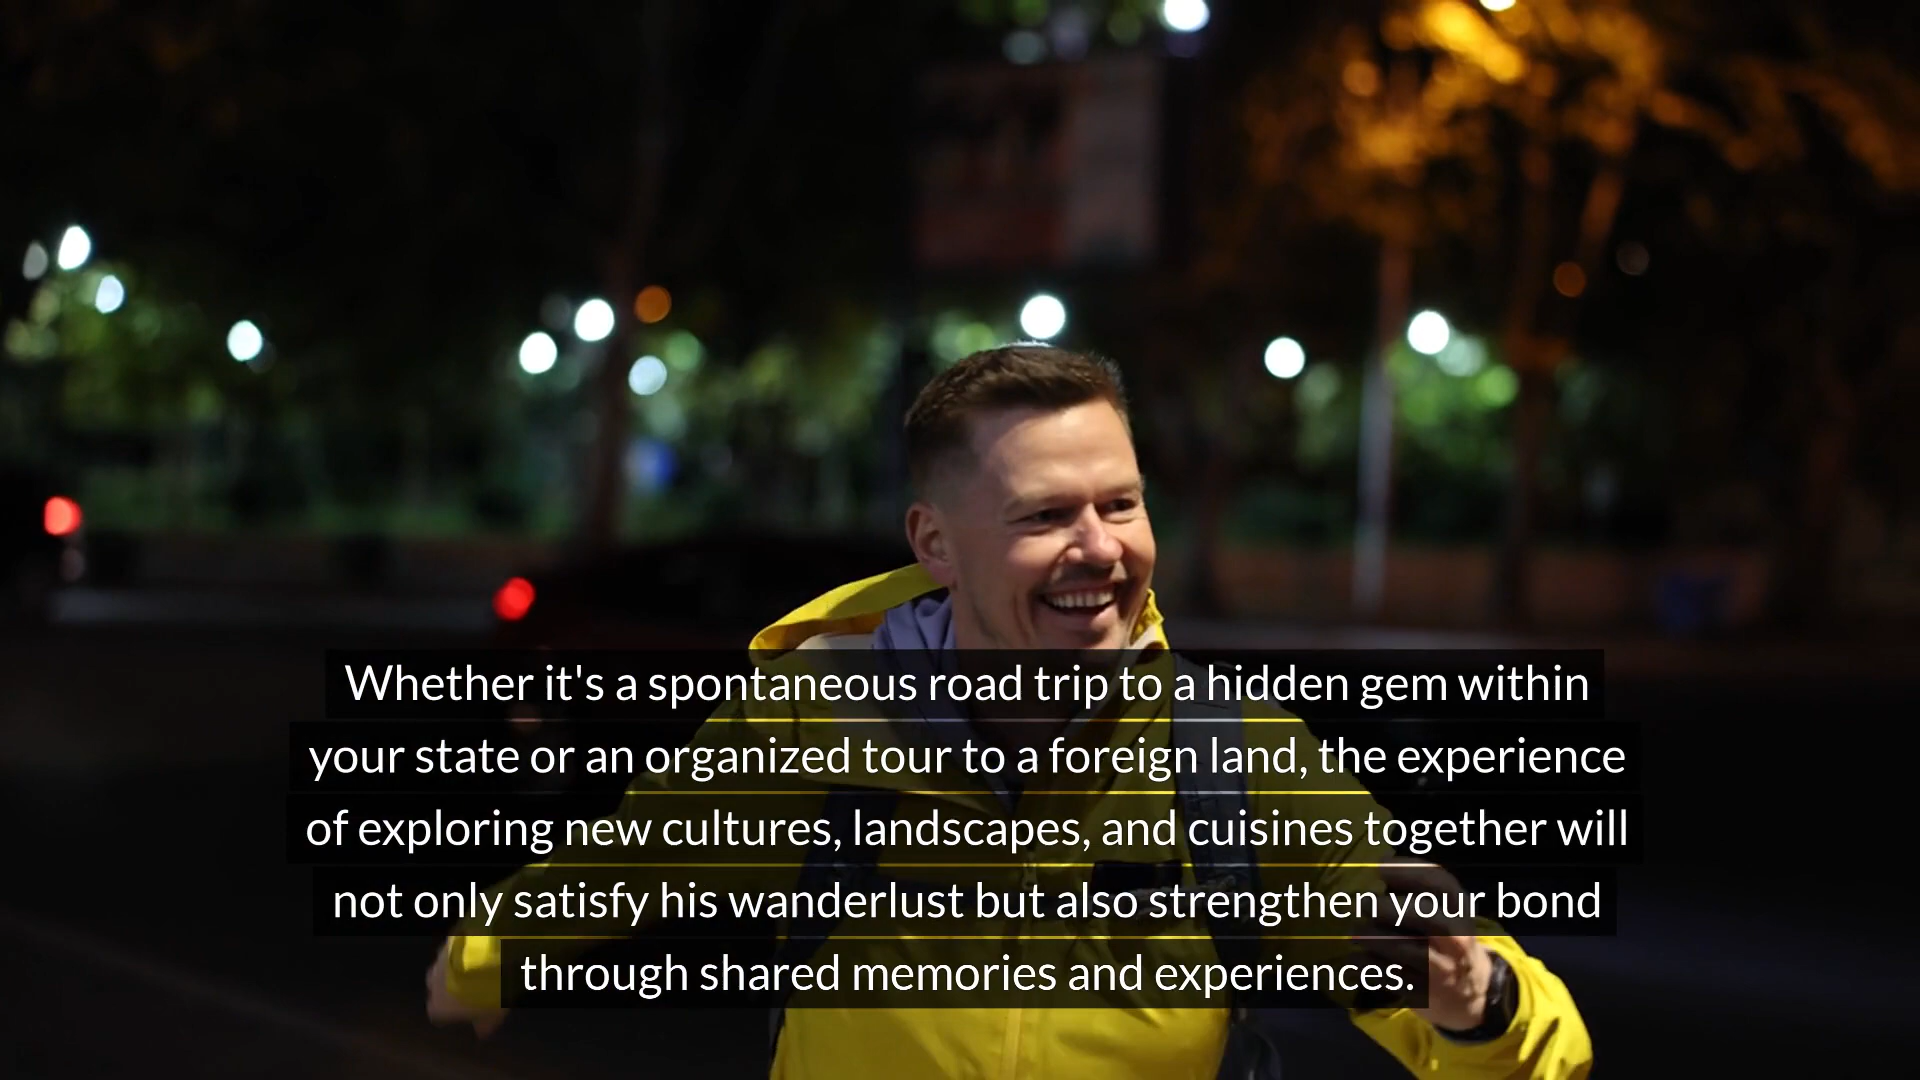 Whether it's a spontaneous road trip to a hidden gem within
your state or an organized tour to a foreign land, the experience
of exploring new cultures, landscapes, and cuisines together will
not only satisfy his wanderlust but also strengthen your bond
through shared memories and experiences.